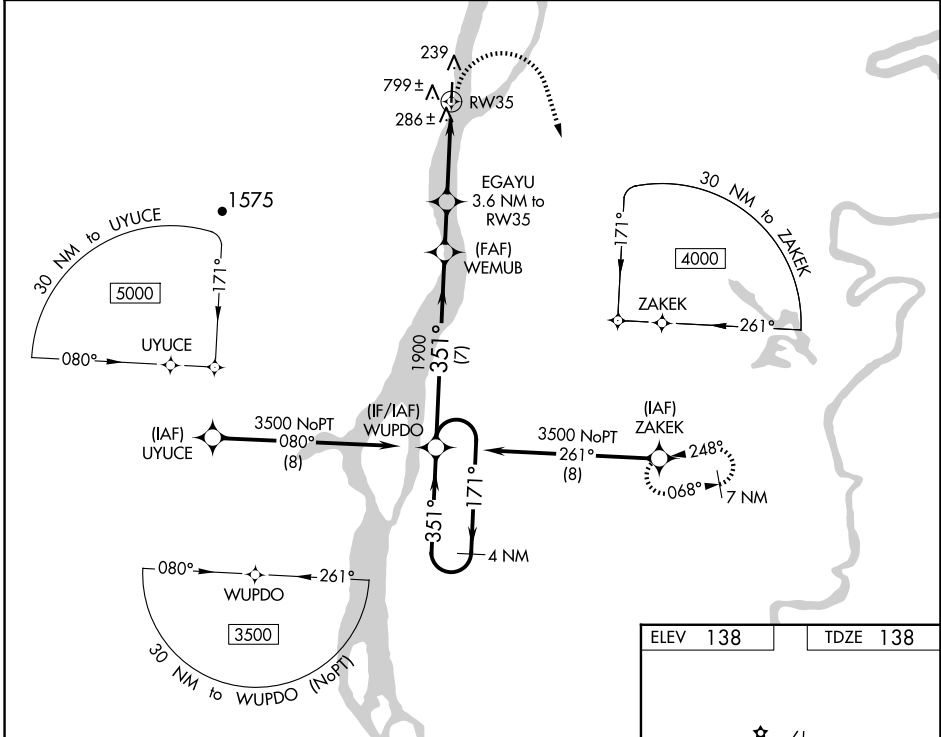 239
799 ±
RW35
286 ±
EGAYU
3.6 NM to
RW35
(FAF)
WEMUB
1575
30 NM to UYUCE
5000
171°
UYUCE
080°
30 NM to ZAKEK
171°
4000
ZAKEK
261°
1900
351°
(7)
(IF/IAF)
WUPDO
(IAF)
UYUCE
3500 NoPT
080°
(8)
3500 NoPT
261°
(8)
(IAF)
ZAKEK
248°
068°
7 NM
351°
171°
4 NM
080°
261°
WUPDO
3500
30 NM to WUPDO (NoPT)
ELEV 138
TDZE 138